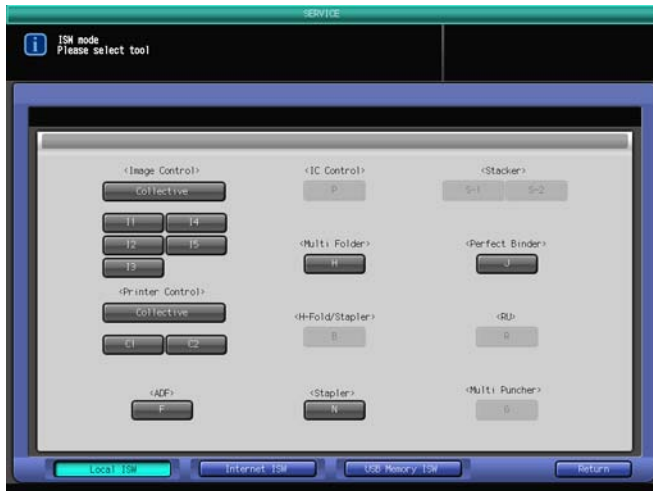 SERVICE
ISW mode
Please select tool
<Image Control>
Collective
I1 I4
I2 I5
I3
<Printer Control>
Collective
C1 C2
<ADF>
F
<IC Control>
P
<Multi Folder>
H
<H-Fold/Stapler>
B
<Stapler>
N
<Stacker>
S-1 S-2
<Perfect Binder>
J
<RU>
R
<Multi Puncher>
Local ISW Internet ISW USB Memory ISW Return